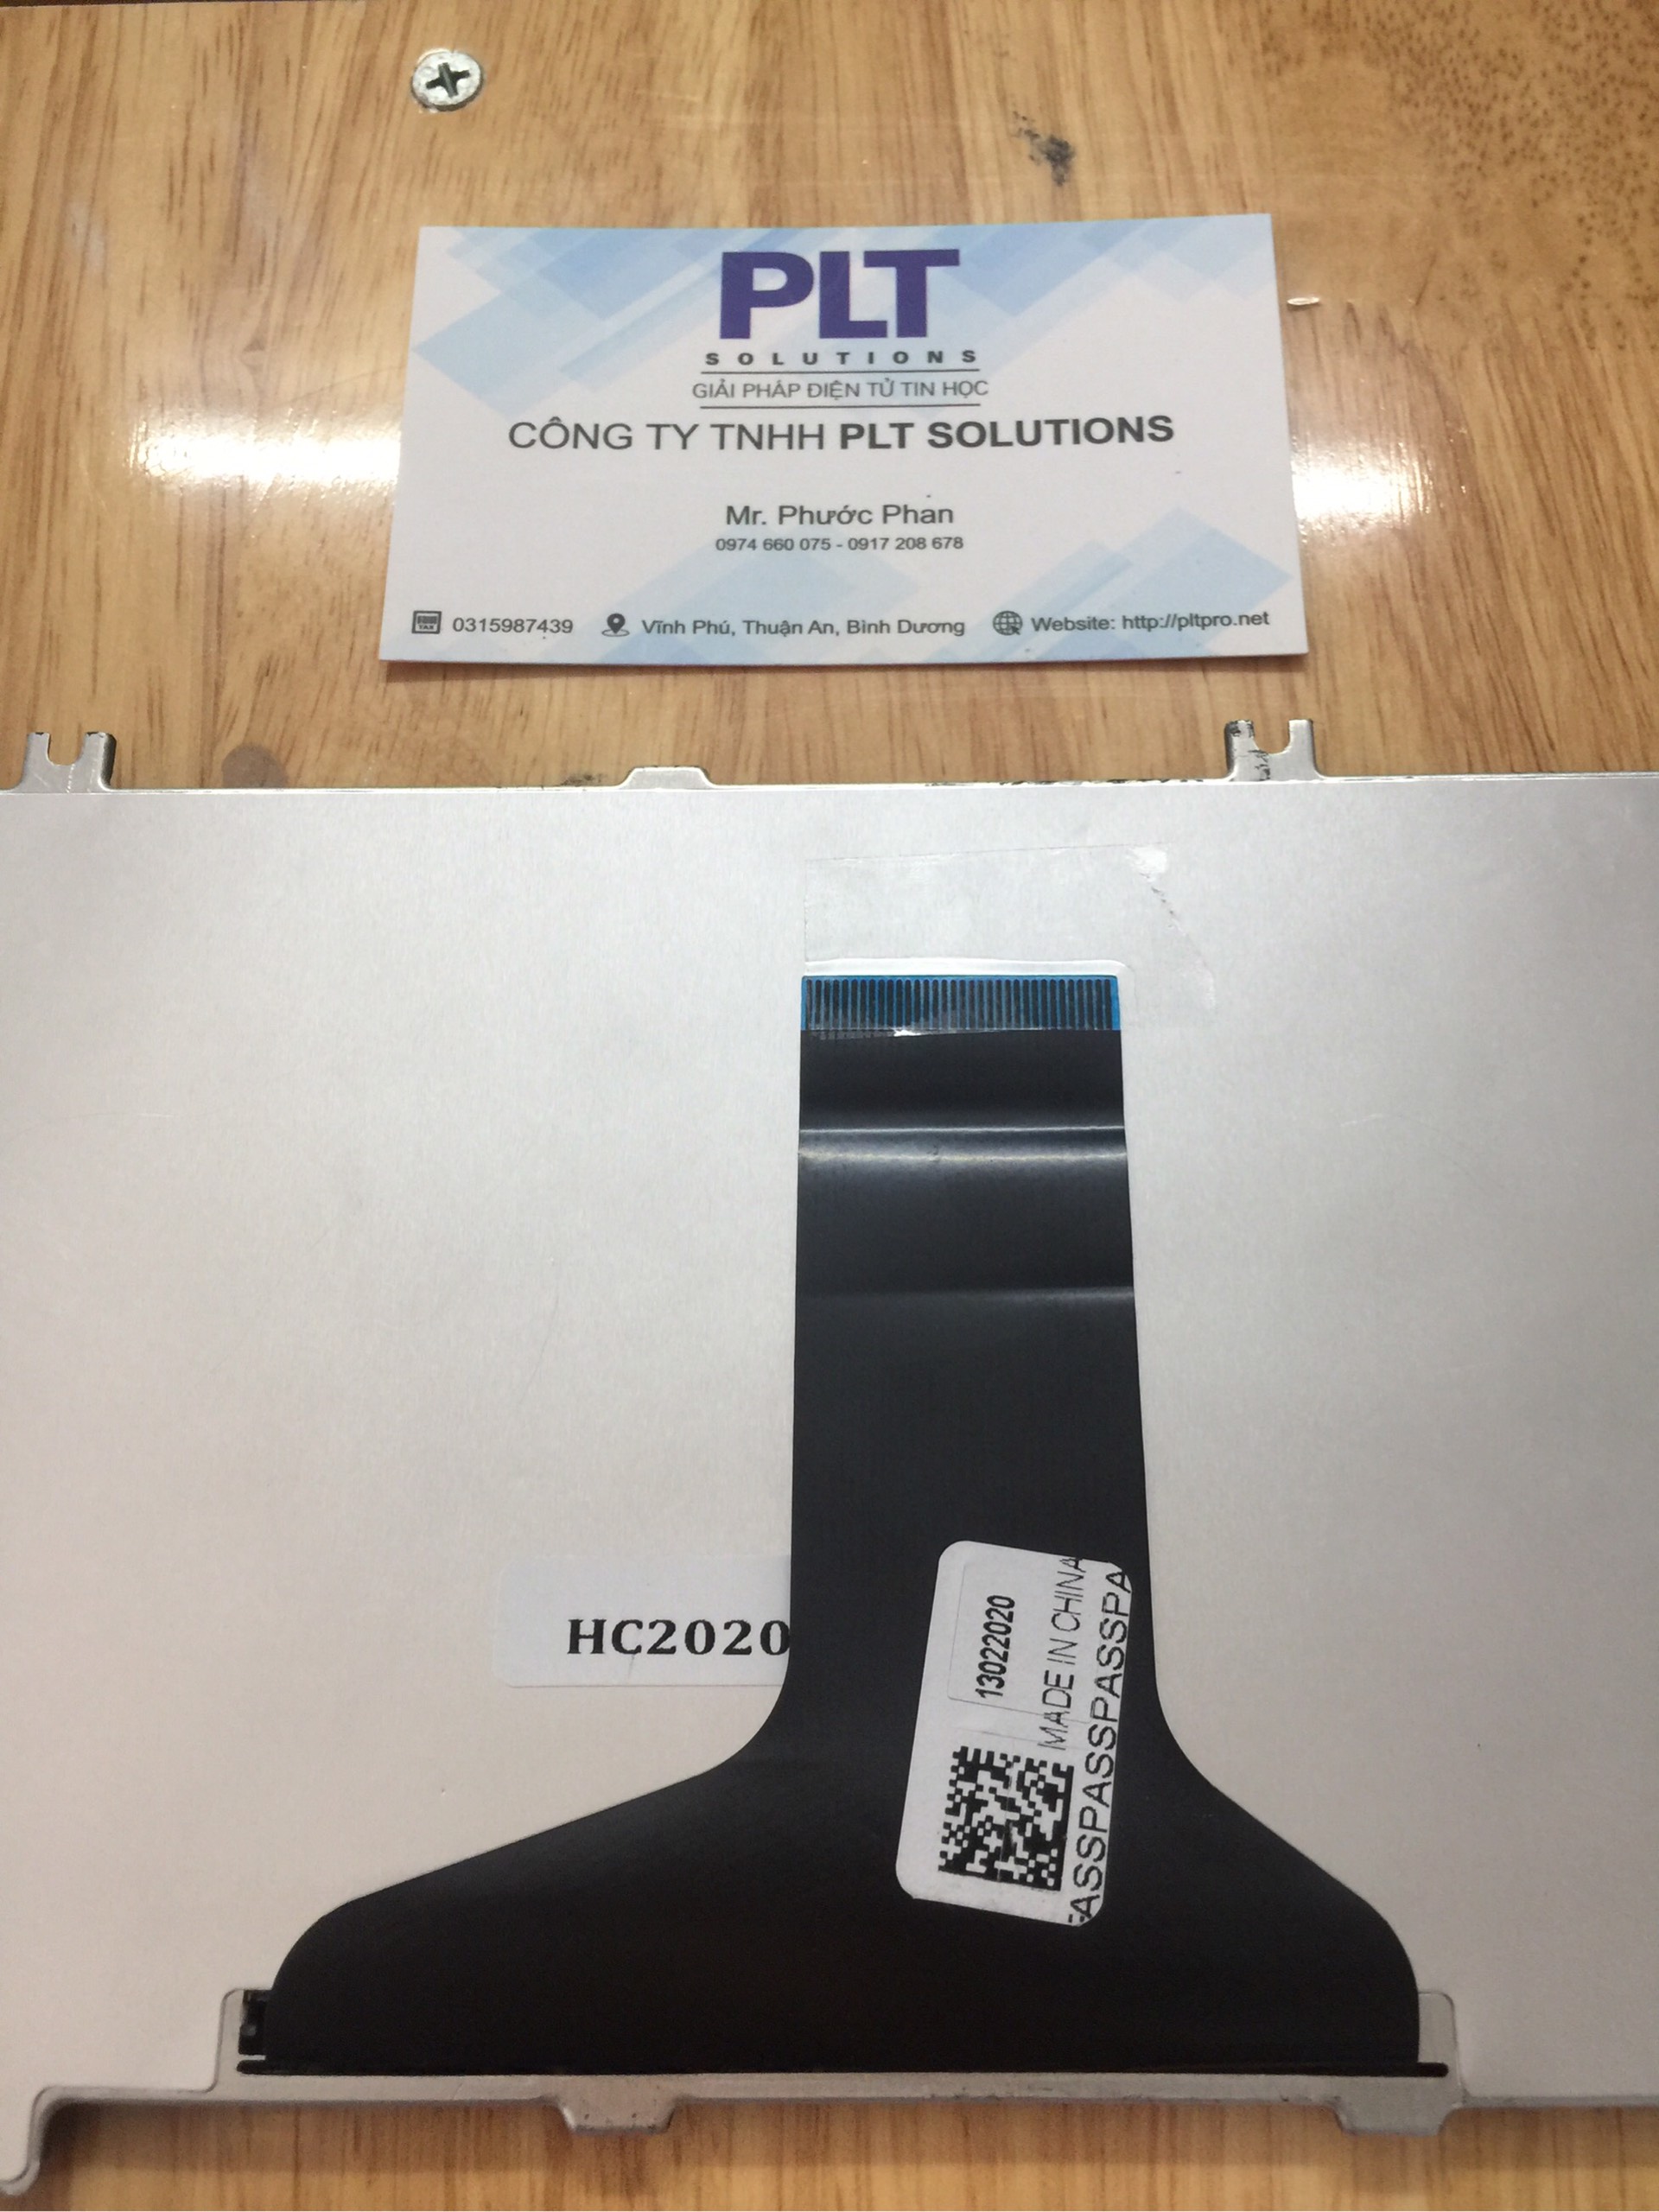 PLT
SOLUTIONS
GIẢI PHÁP ĐIỆN TỬ TIN HỌC
CÔNG TY TNHH PLT SOLUTIONS
Mr. Phước Phan
0974 660 075 - 0917 208 678
0315987439 Vĩnh Phú, Thuận An, Bình Dương Website: http://pltpro.net
HC2020
13022020
MADE IN CHINA
ASSPASSPASSPASSPA